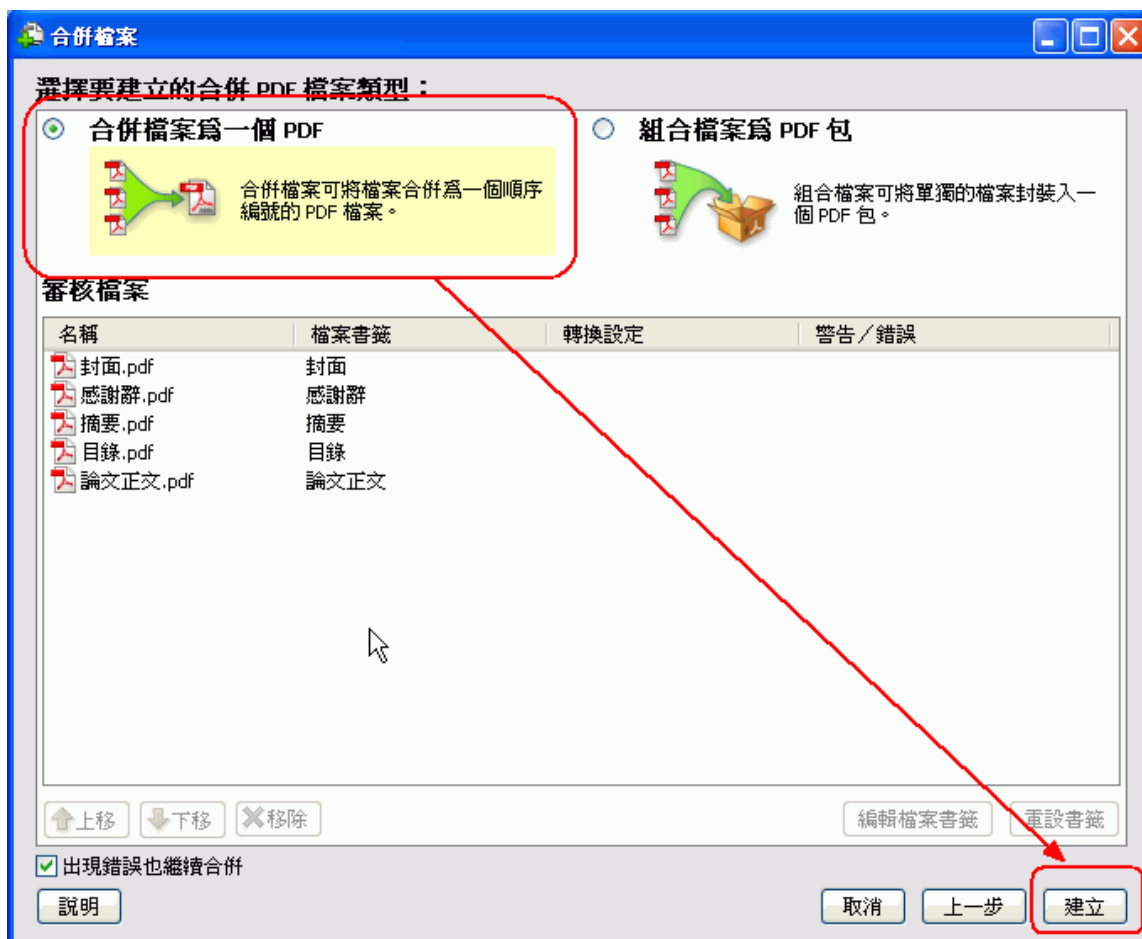 合併檔案
選擇要建立的合併 PDF 檔案類型：
合併檔案為一個 PDF
合併檔案可將檔案合併為一個順序
編號的 PDF 檔案。
組合檔案為 PDF 包
組合檔案可將單獨的檔案封裝入一
個 PDF 包。
審核檔案
名稱 檔案書籤 轉換設定 警告／錯誤
封面.pdf 封面
感謝辭.pdf 感謝辭
摘要.pdf 摘要
目錄.pdf 目錄
論文正文.pdf 論文正文
上移 下移 移除 編輯檔案書籤 重設書籤
出現錯誤也繼續合併
說明 取消 上一步 建立